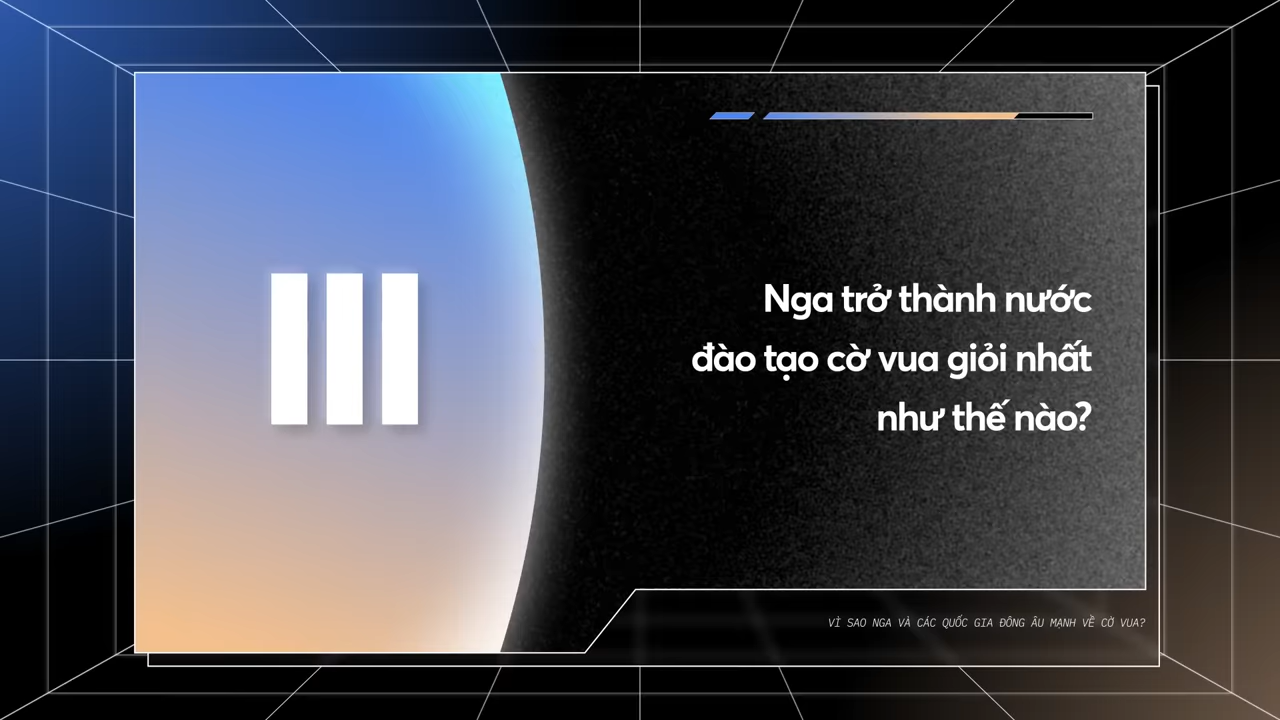 III
Nga trở thành nước
đào tạo cờ vua giỏi nhất
như thế nào?
VÌ SAO NGA VÀ CÁC QUỐC GIA ĐÔNG ÂU MẠNH VỀ CỜ VUA?